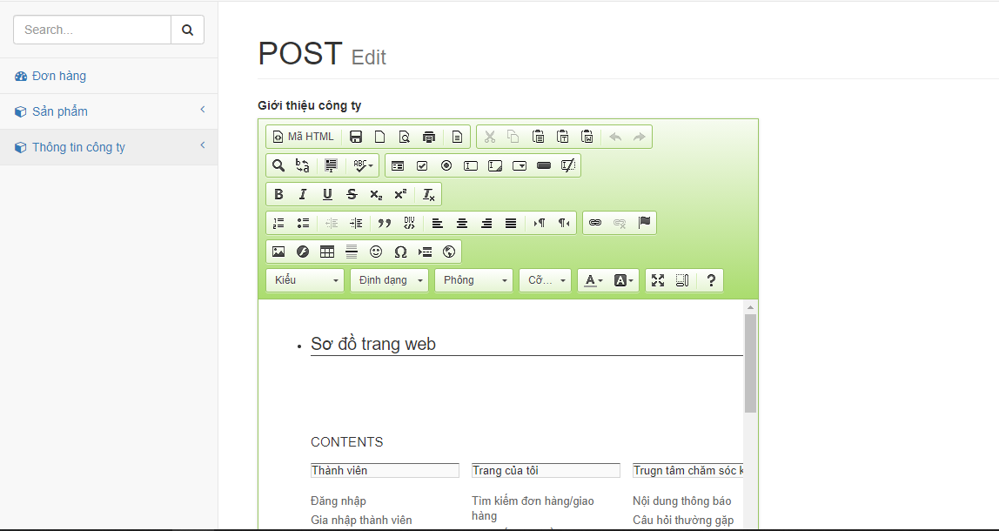 Search...
Đơn hàng
Sản phẩm
Thông tin công ty
POST Edit
Giới thiệu công ty
Mã HTML
Kiểu Định dạng Phông Cỡ...
Sơ đồ trang web
CONTENTS
Thành viên Trang của tôi Trugn tâm chăm sóc k
Đăng nhập Tìm kiếm đơn hàng/giao Nội dung thông báo
hàng
Gia nhập thành viên Câu hỏi thường gặp